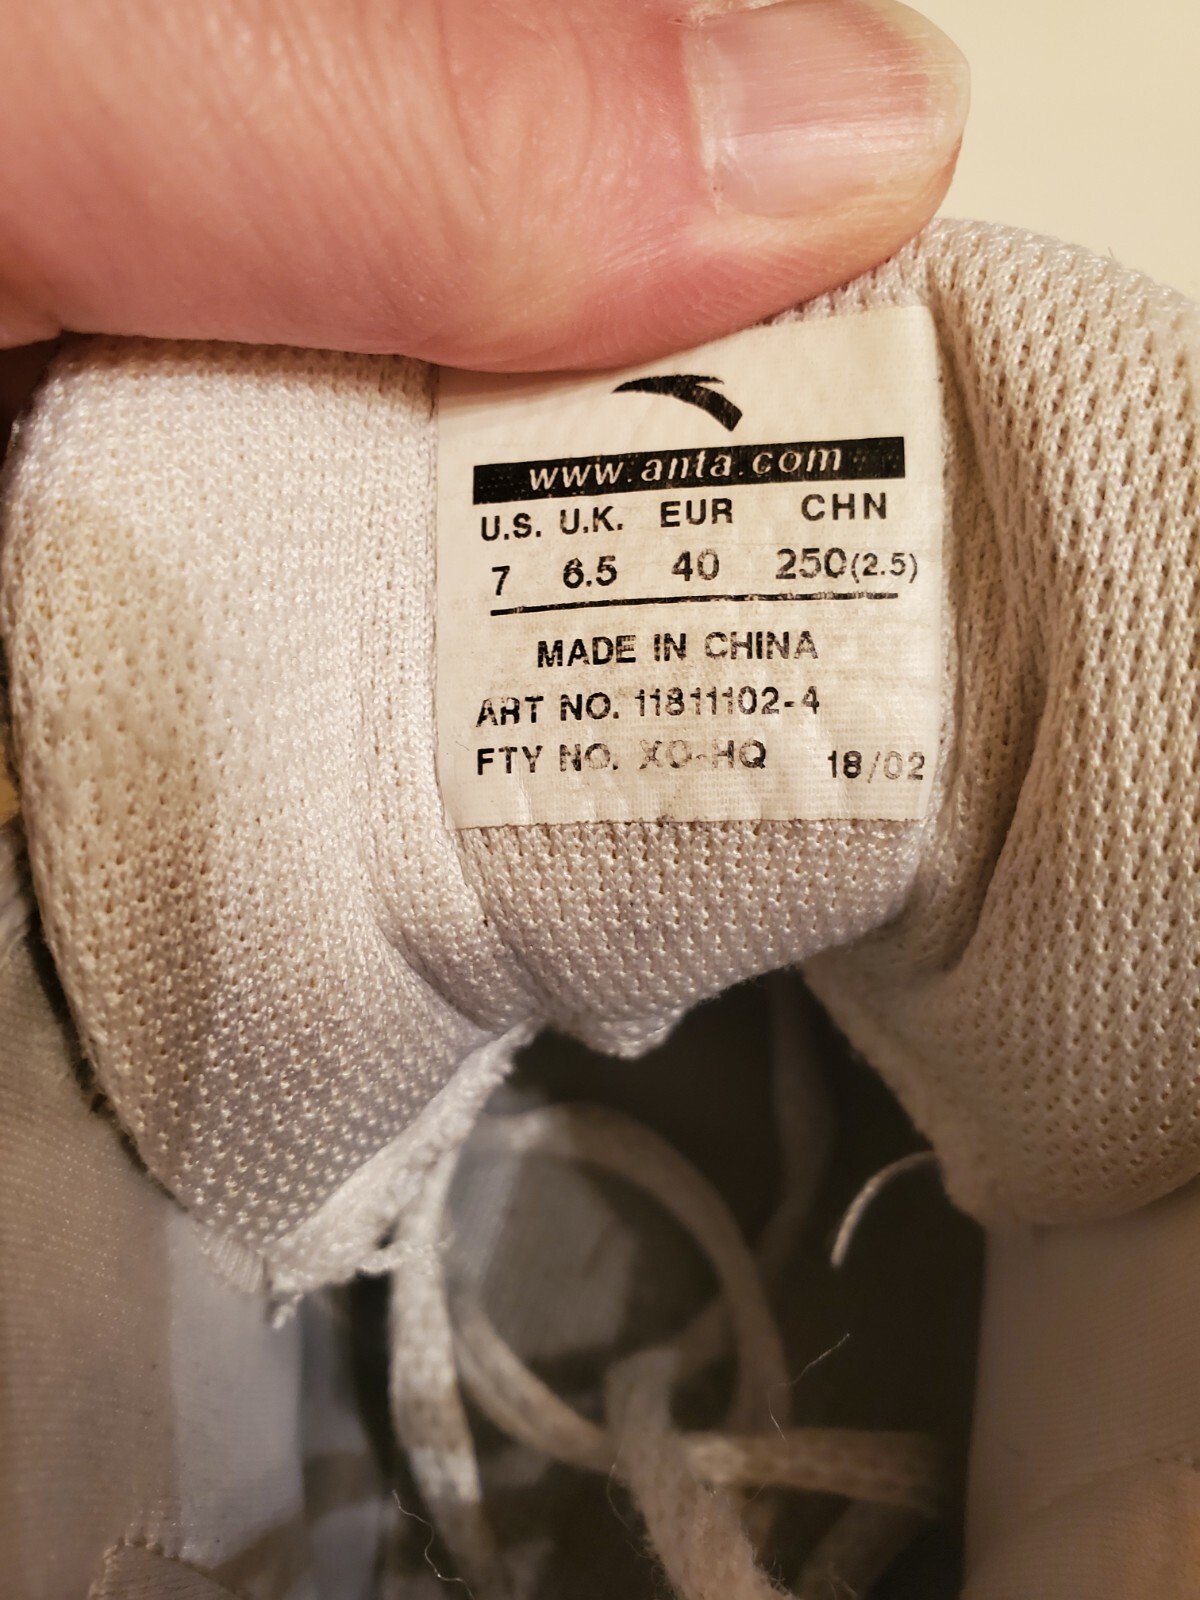 www.anta.com
U.S. U.K. EUR CHN
7 6.5 40 250(2.5)
MADE IN CHINA
ART NO. 11811102-4
FTY NO. XO-HQ 18/02